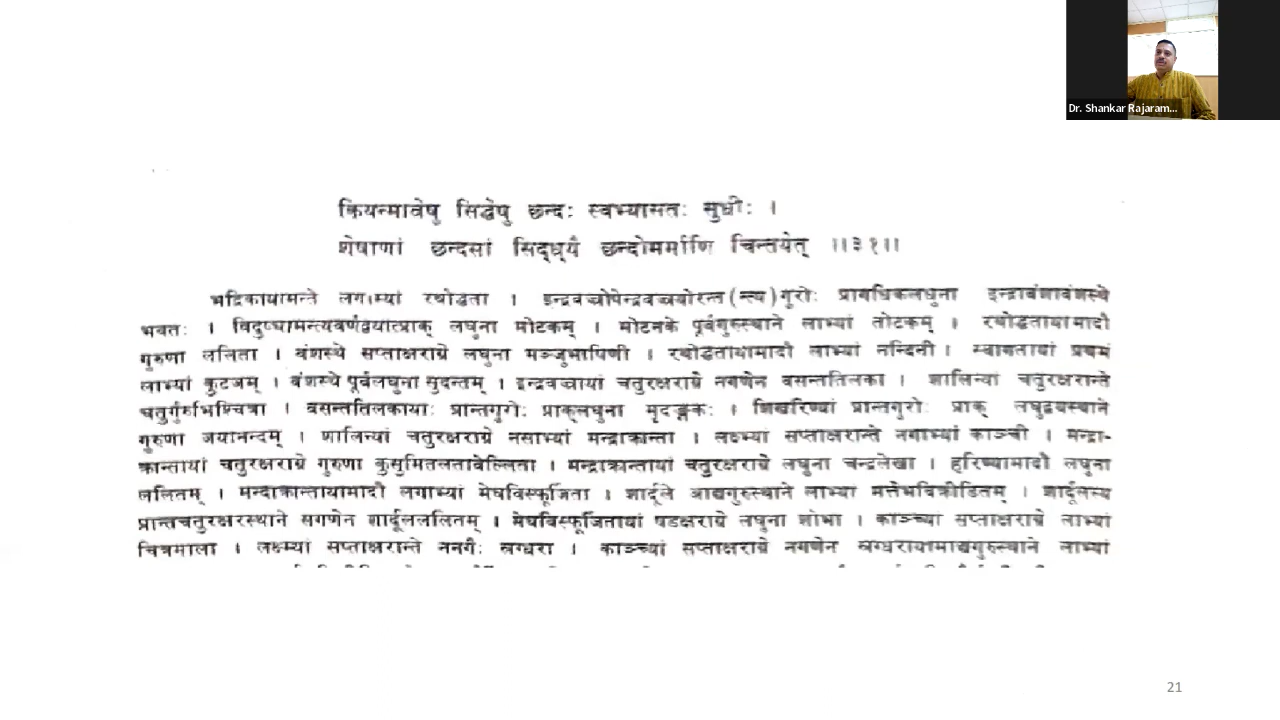 Dr. Shankar Rajaram...
कियन्मात्रेषु सिद्धेषु छन्दः स्वभ्यासतः सुधीः ।
शेषाणां छन्दसां सिद्ध्यै छन्दोमर्माणि चिन्तयेत् ।।३१।।
भद्रिकायामन्ते लगाभ्यां रथोद्धता । इन्द्रवज्रोपेन्द्रवज्रयोरन्त(न्त्य)गुरोः प्रागधिकलघुना इन्द्रावंशावंशस्थे
भवतः । विदुष्यामन्त्यवर्णद्वयात्प्राक् लघुना मोटकम् । मोटनके पूर्वगुरुस्थाने लाभ्यां तोटकम् । रथोद्धतायामादौ
गुरुणा ललिता । वंशस्थे सप्ताक्षराग्रे लघुना मञ्जुभाषिणी । रथोद्धतायामादौ लाभ्यां नन्दिनी । स्वागतायां प्रथमं
लाभ्यां कुटजम् । वंशस्थे पूर्वलघुना सुदन्तम् । इन्द्रवज्रायां चतुरक्षराग्रे नगणेन वसन्ततिलका । शालिन्यां चतुरक्षरान्ते
चतुर्गुरुभिश्चित्रा । वसन्ततिलकायाः प्रान्तगुरोः प्राक्लघुना मृदङ्गकः । शिखरिण्यां प्रान्तगुरोः प्राक् लघुद्वयस्थाने
गुरुणा जयानन्दम् । शालिन्यां चतुरक्षराग्रे नसाभ्यां मन्द्राक्रान्ता । लक्ष्म्यां सप्ताक्षरान्ते नगाभ्यां काञ्ची । मन्द्रा-
क्रान्तायां चतुरक्षराग्रे गुरुणा कुसुमितलतावेल्लिता । मन्द्राक्रान्तायां चतुरक्षराग्रे लघुना चन्द्रलेखा । हरिण्यामादौ लघुना
ललितम् । मन्दाक्रान्तायामादौ लगाभ्यां मेघविस्फूर्जिता । शार्दूले आद्यगुरुस्थाने लाभ्यां मत्तेभविक्रीडितम् । शार्दूलस्य
प्रान्तचतुरक्षरस्थाने सगणेन शार्दूलललितम् । मेघविस्फूर्जितायां षडक्षराग्रे लघुना शोभा । काञ्च्या सप्ताक्षराग्रे लाभ्यां
चित्रमाला । लक्ष्म्यां सप्ताक्षरान्ते ननगैः स्रग्धरा । काञ्च्यां सप्ताक्षराग्रे नगणेन स्रग्धरायामाद्यगुरुस्थाने लाभ्यां
21